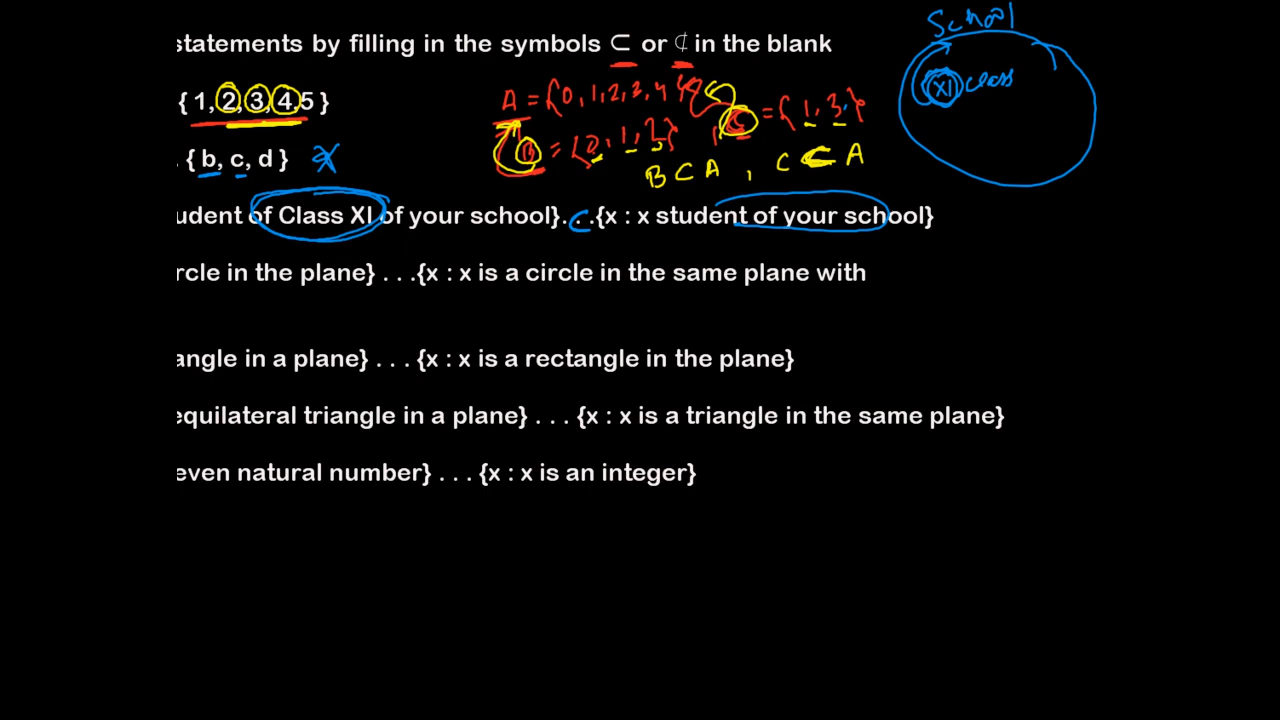 School
statements by filling in the symbols ⊂ or ⊄ in the blank
XI class
{ 1, 2, 3, 4, 5 }
A = {0, 1, 2, 3, 4
C = {1, 3, }
B = {0, 1, 2}
. { b, c, d }
B ⊂ A , C ⊂ A
udent of Class XI of your school}. ⊂ .{x : x student of your school}
rcle in the plane} . . .{x : x is a circle in the same plane with
angle in a plane} . . . {x : x is a rectangle in the plane}
equilateral triangle in a plane} . . . {x : x is a triangle in the same plane}
even natural number} . . . {x : x is an integer}